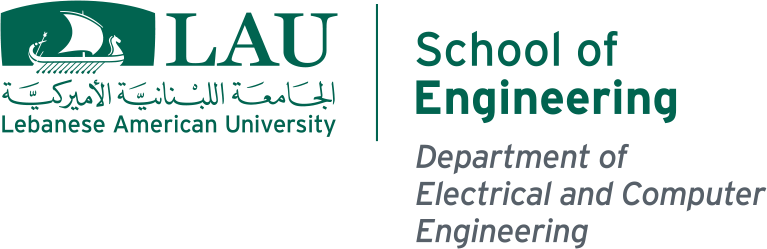 LAU
الجامعة اللبنانية الأميركية
Lebanese American University
School of
Engineering
Department of
Electrical and Computer
Engineering